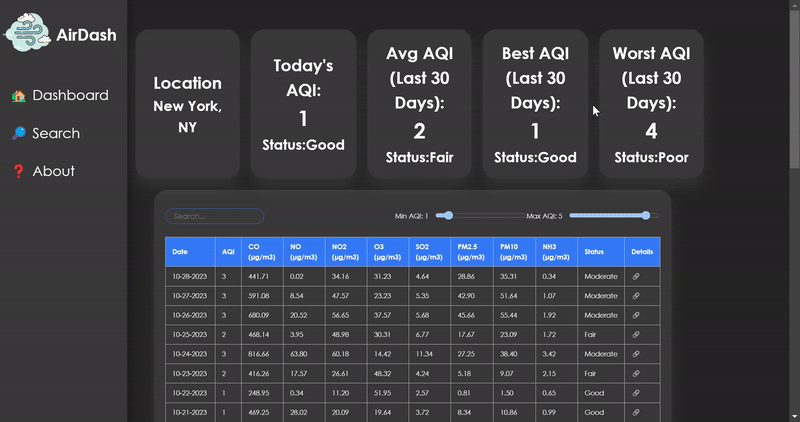 AirDash
Dashboard
Search
About
Location
New York,
NY
Today's
AQI:
1
Status:Good
Avg AQI
(Last 30
Days):
2
Status:Fair
Best AQI
(Last 30
Days):
1
Status:Good
Worst AQI
(Last 30
Days):
4
Status:Poor
Search...
Min AQI: 1
Max AQI: 5
Date AQI CO (µg/m3) NO (µg/m3) NO2 (µg/m3) O3 (µg/m3) SO2 (µg/m3) PM2.5 (µg/m3) PM10 (µg/m3) NH3 (µg/m3) Status Details
10-28-2023 3 441.71 0.02 34.16 31.23 4.64 28.86 35.31 0.34 Moderate
10-27-2023 3 591.08 8.54 47.57 23.23 5.35 42.90 51.64 1.07 Moderate
10-26-2023 3 680.09 20.52 56.65 37.57 5.68 45.66 55.44 1.92 Moderate
10-25-2023 2 468.14 3.95 48.98 30.31 6.77 17.67 23.09 1.72 Fair
10-24-2023 3 816.66 63.80 60.18 14.42 11.34 27.25 38.40 3.42 Moderate
10-23-2023 2 416.26 17.57 26.61 48.32 4.24 5.18 9.07 2.15 Fair
10-22-2023 1 248.95 0.34 11.20 51.95 2.57 0.81 1.50 0.65 Good
10-21-2023 1 469.25 28.02 20.09 19.64 3.72 8.34 10.86 0.99 Good